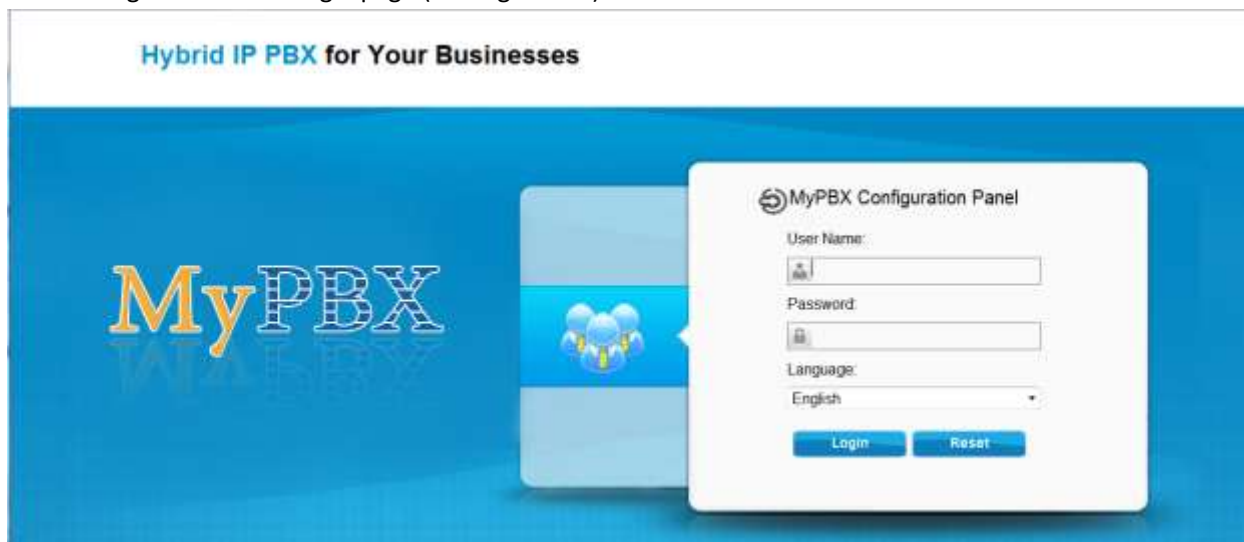 Hybrid IP PBX for Your Businesses
MyPBX
MyPBX Configuration Panel
User Name:
Password:
Language:
English
Login Reset